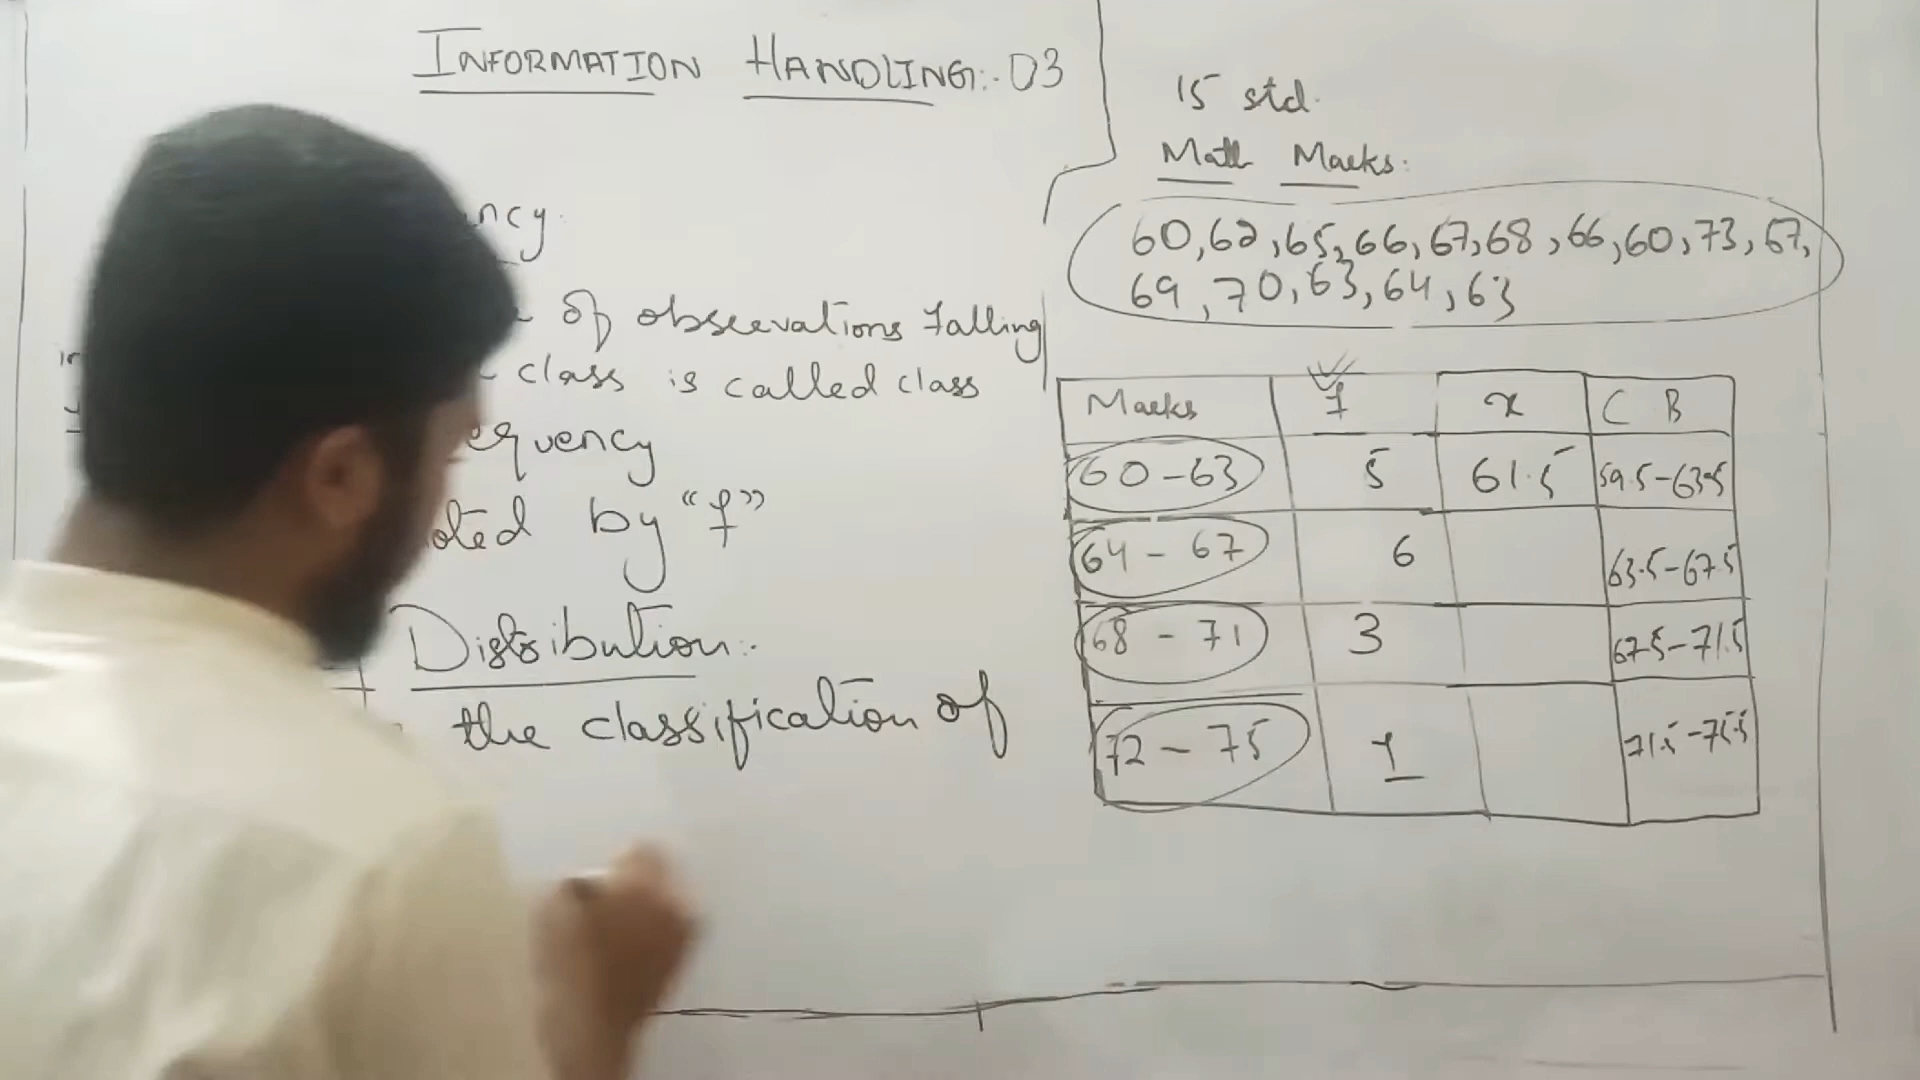 INFORMATION HANDLING:. 03
of observations falling
class is called class
by "f"
Distribution:.
the classification of
15 std.
Math Marks:
60, 62, 65, 66, 67, 68, 66, 60, 73, 67,
69, 70, 63, 64, 63
Marks f x C B
60-63 5 61.5 59.5-63.5
64 - 67 6 63.5-67.5
68 - 71 3 67.5-71.5
72 - 75 1 71.5-75.5